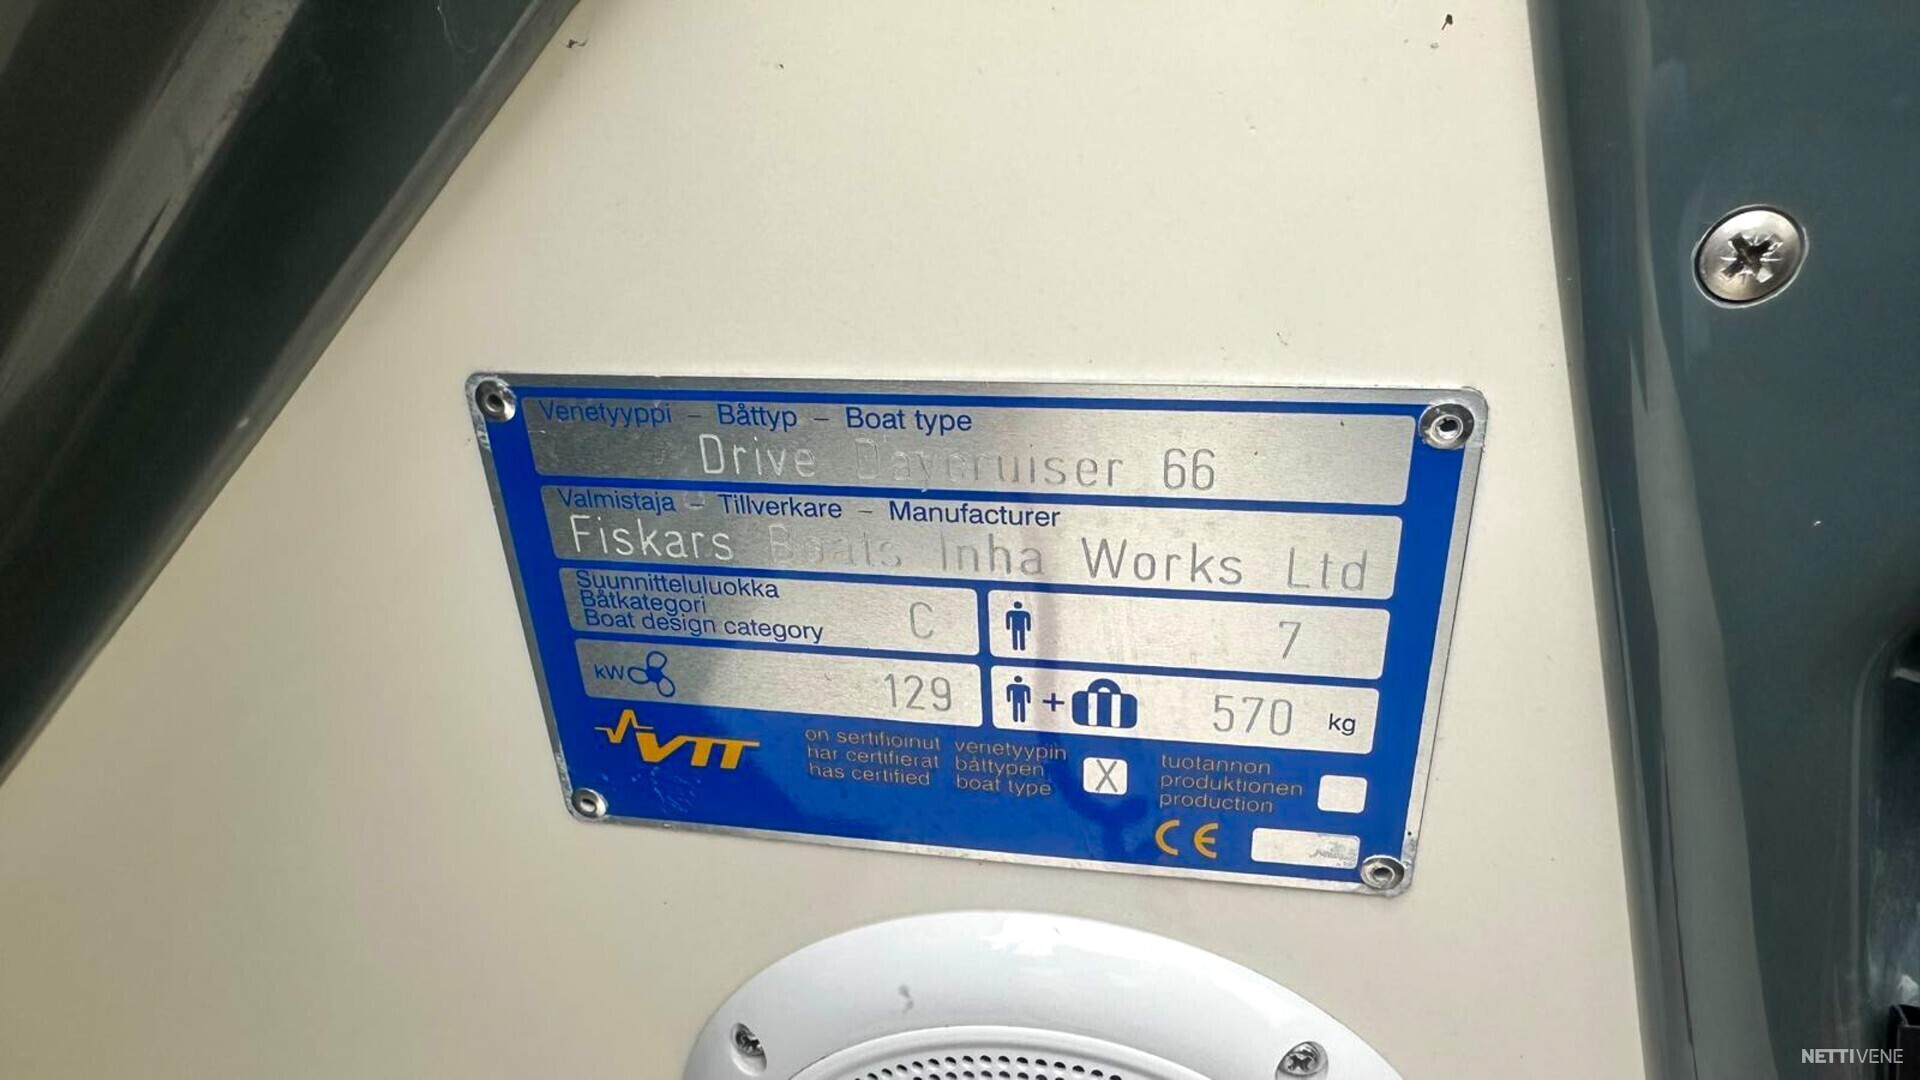 Venetyyppi – Båttyp – Boat type
Drive Daycruiser 66
Valmistaja – Tillverkare – Manufacturer
Fiskars Boats Inha Works Ltd
Suunnitteluluokka
Båtkategori
Boat design category
C
7
kW
129
+
570 kg
VTT
on sertifioinut venetyypin
har certifierat båttypen
has certified boat type
X
tuotannon
produktionen
production
CE
NETTIVENE